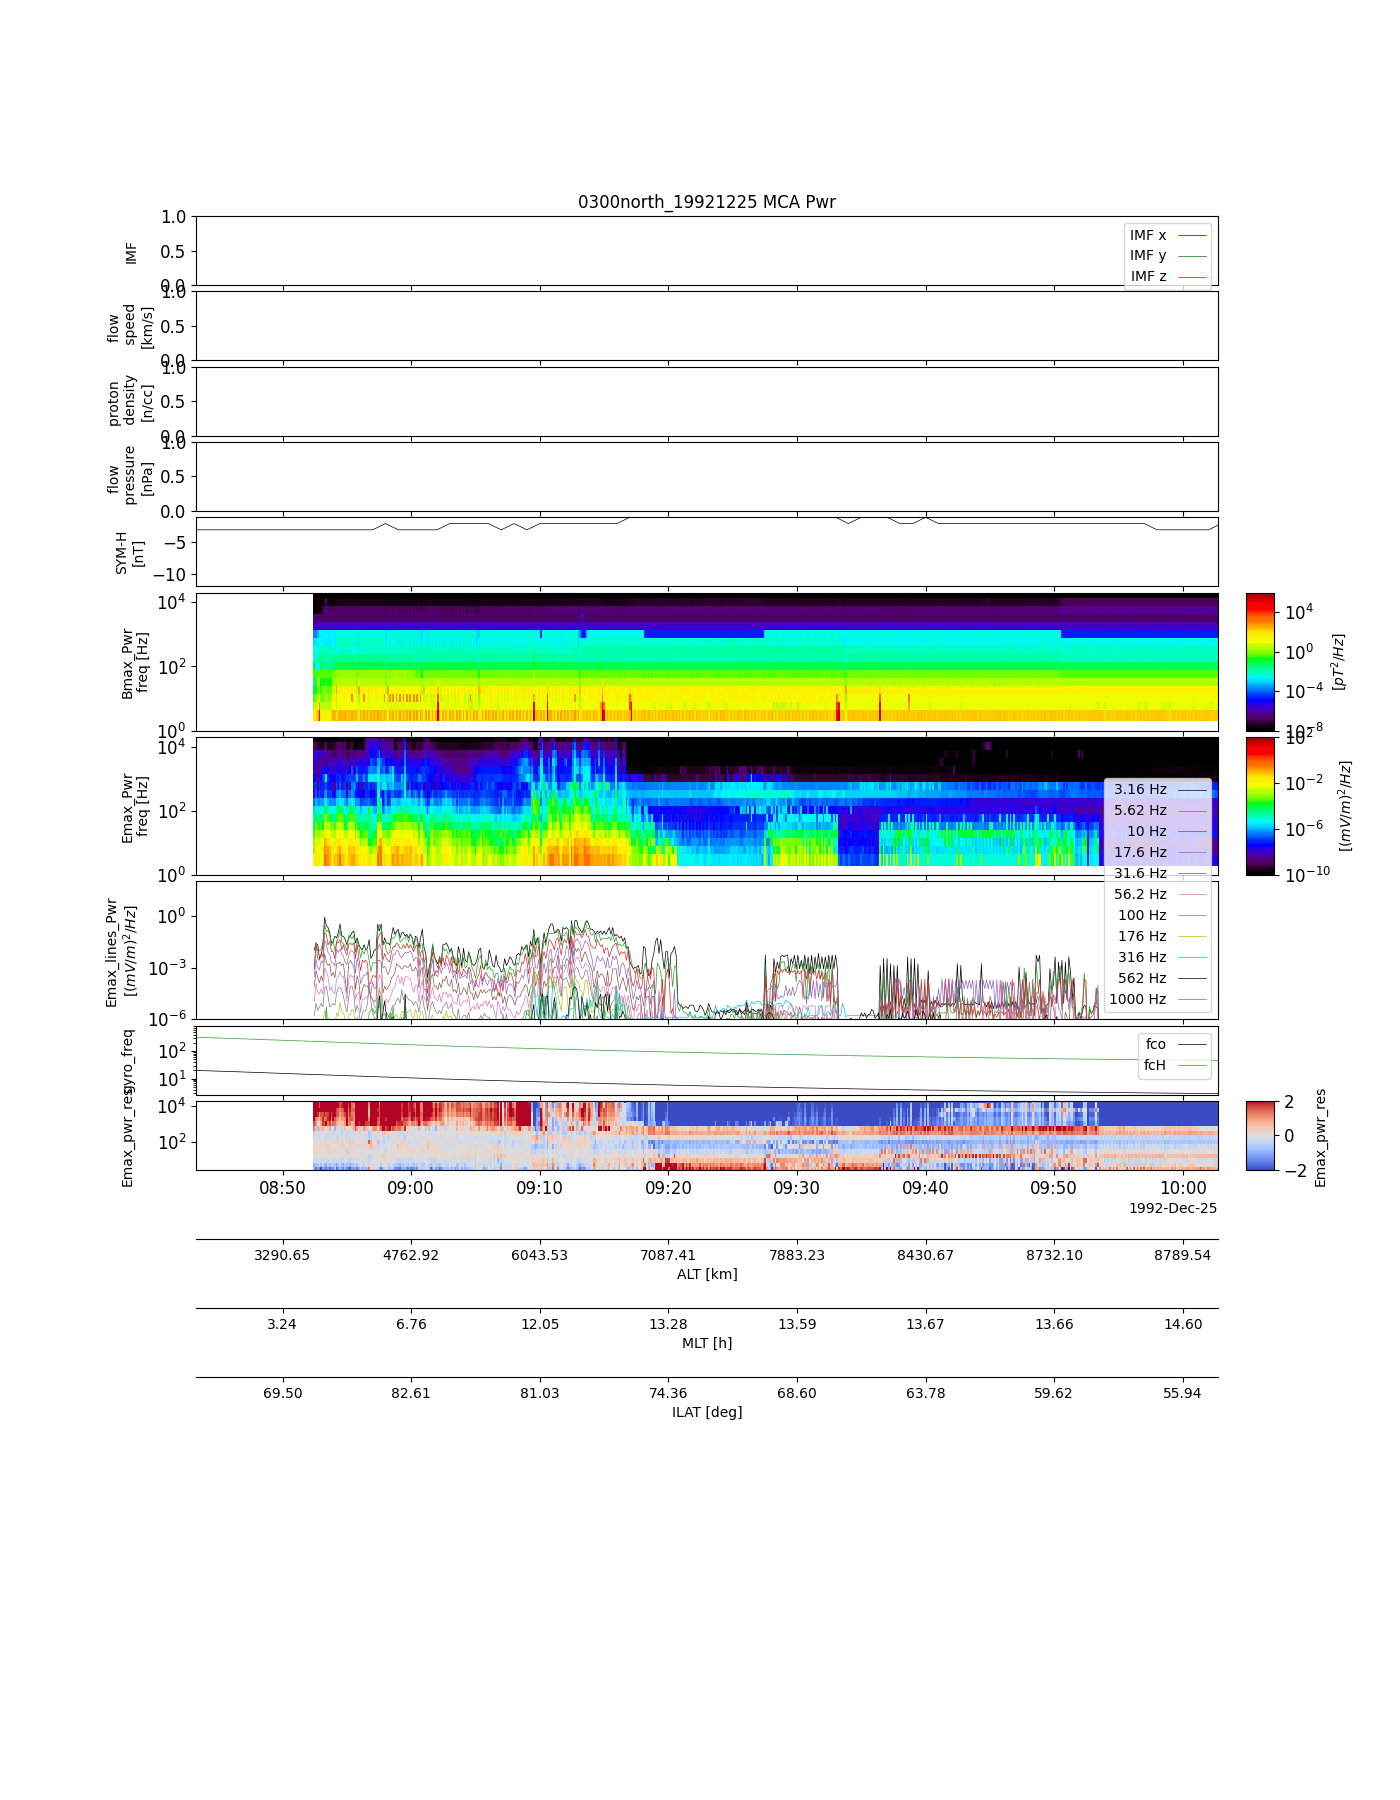 0300north_19921225 MCA Pwr
IMF
1.0
0.5
0.0
IMF x
IMF y
IMF z
flow
speed
[km/s]
1.0
0.5
0.0
proton
density
[n/cc]
1.0
0.5
0.0
flow
pressure
[nPa]
1.0
0.5
0.0
SYM-H
[nT]
−5
−10
Bmax_Pwr
freq [Hz]
10^4
10^2
10^0
10^4
10^0
10^−4
10^−8
[pT^2/Hz]
Emax_Pwr
freq [Hz]
10^4
10^2
10^0
10^2
10^−2
10^−6
10^−10
[(mV/m)^2/Hz]
3.16 Hz
5.62 Hz
10 Hz
17.6 Hz
31.6 Hz
56.2 Hz
100 Hz
176 Hz
316 Hz
562 Hz
1000 Hz
Emax_lines_Pwr
[(mV/m)^2/Hz]
10^0
10^−3
10^−6
gyro_freq
10^2
10^1
fco
fcH
Emax_pwr_res
10^4
10^2
2
0
−2
Emax_pwr_res
08:50 09:00 09:10 09:20 09:30 09:40 09:50 10:00
1992-Dec-25
3290.65 4762.92 6043.53 7087.41 7883.23 8430.67 8732.10 8789.54
ALT [km]
3.24 6.76 12.05 13.28 13.59 13.67 13.66 14.60
MLT [h]
69.50 82.61 81.03 74.36 68.60 63.78 59.62 55.94
ILAT [deg]